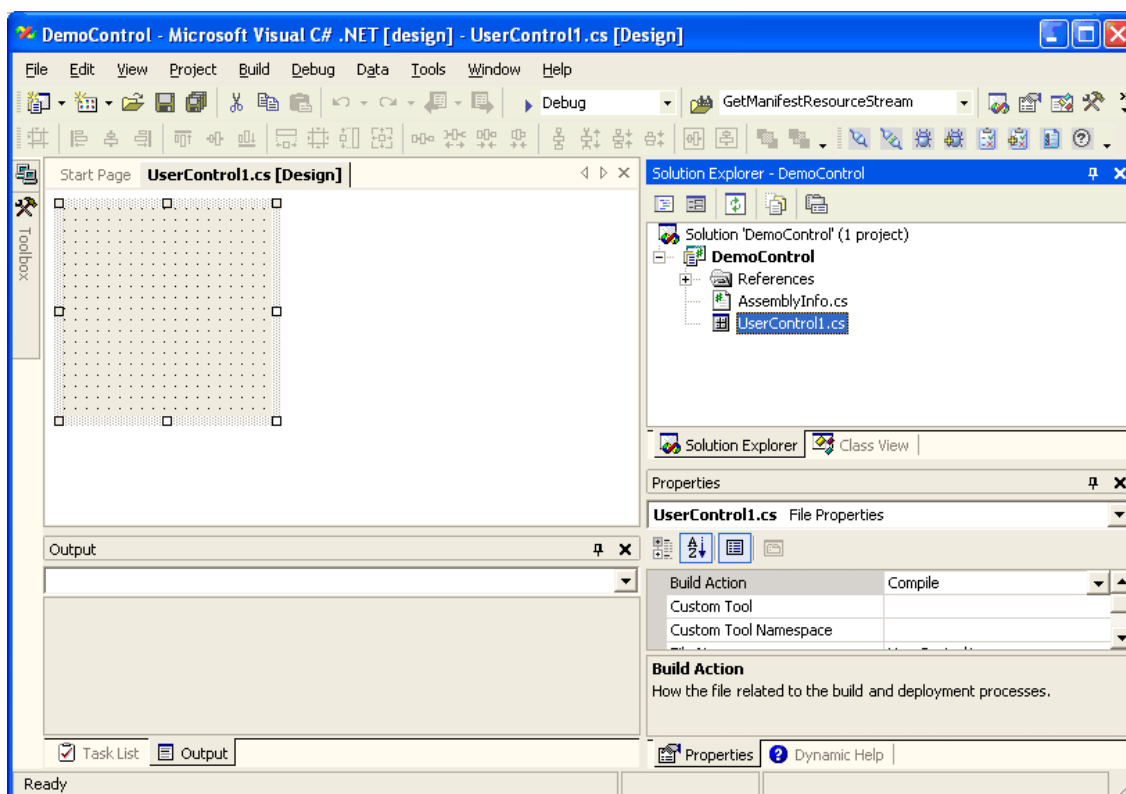 DemoControl - Microsoft Visual C# .NET [design] - UserControl1.cs [Design]
File Edit View Project Build Debug Data Tools Window Help
Debug GetManifestResourceStream
Start Page UserControl1.cs [Design]
Toolbox
Solution Explorer - DemoControl
Solution 'DemoControl' (1 project)
DemoControl
References
AssemblyInfo.cs
UserControl1.cs
Solution Explorer Class View
Properties
UserControl1.cs File Properties
Build Action Compile
Custom Tool
Custom Tool Namespace
Build Action
How the file related to the build and deployment processes.
Properties Dynamic Help
Output
Task List Output
Ready